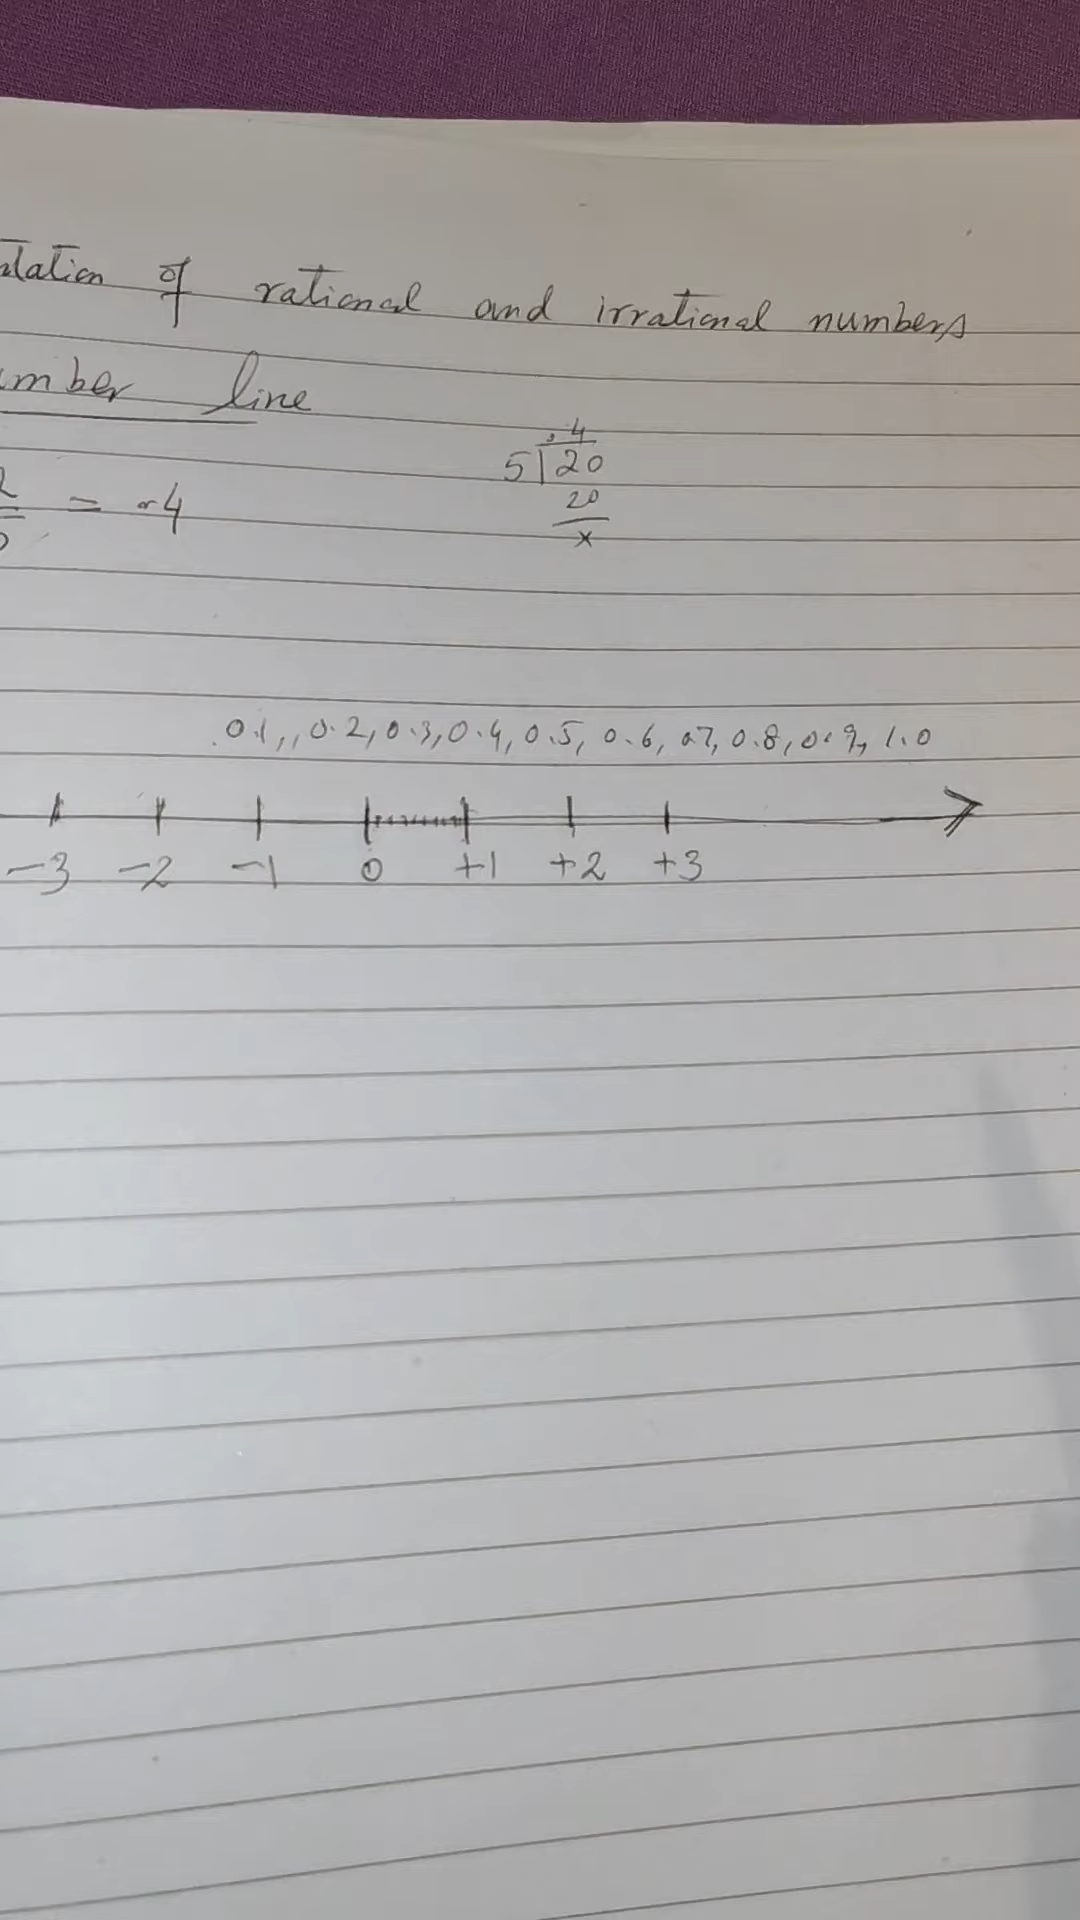 of rational and irrational numbers
line
.4
5 20
= .4
20
x
0.1,, 0.2, 0.3, 0.4, 0.5, 0.6, 0.7, 0.8, 0.9, 1.0
-3 -2 -1 0 +1 +2 +3